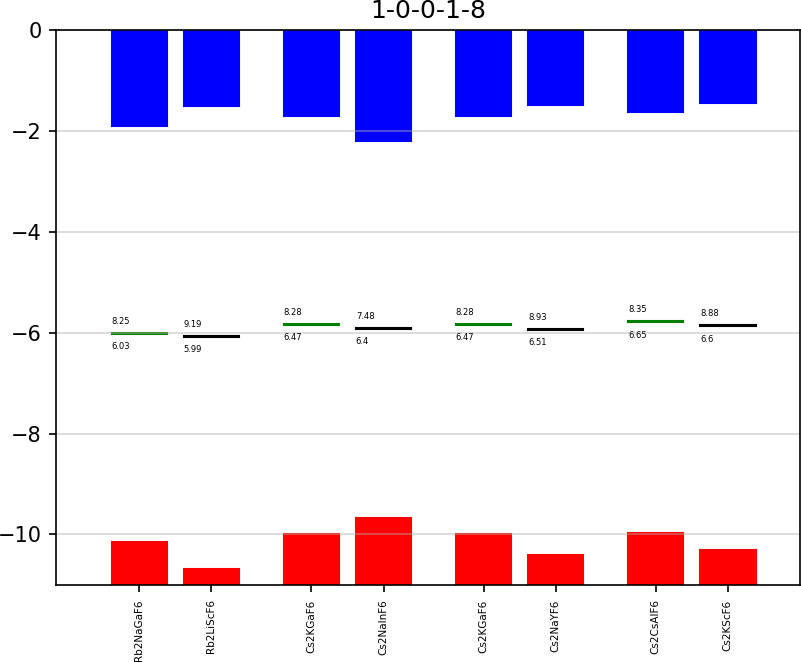 1-0-0-1-8
0
−2
−4
−6
−8
−10
8.25
6.03
9.19
5.99
8.28
6.47
7.48
6.4
8.28
6.47
8.93
6.51
8.35
6.65
8.88
6.6
Rb2NaGaF6
Rb2LiScF6
Cs2KGaF6
Cs2NaInF6
Cs2KGaF6
Cs2NaYF6
Cs2CsAlF6
Cs2KScF6